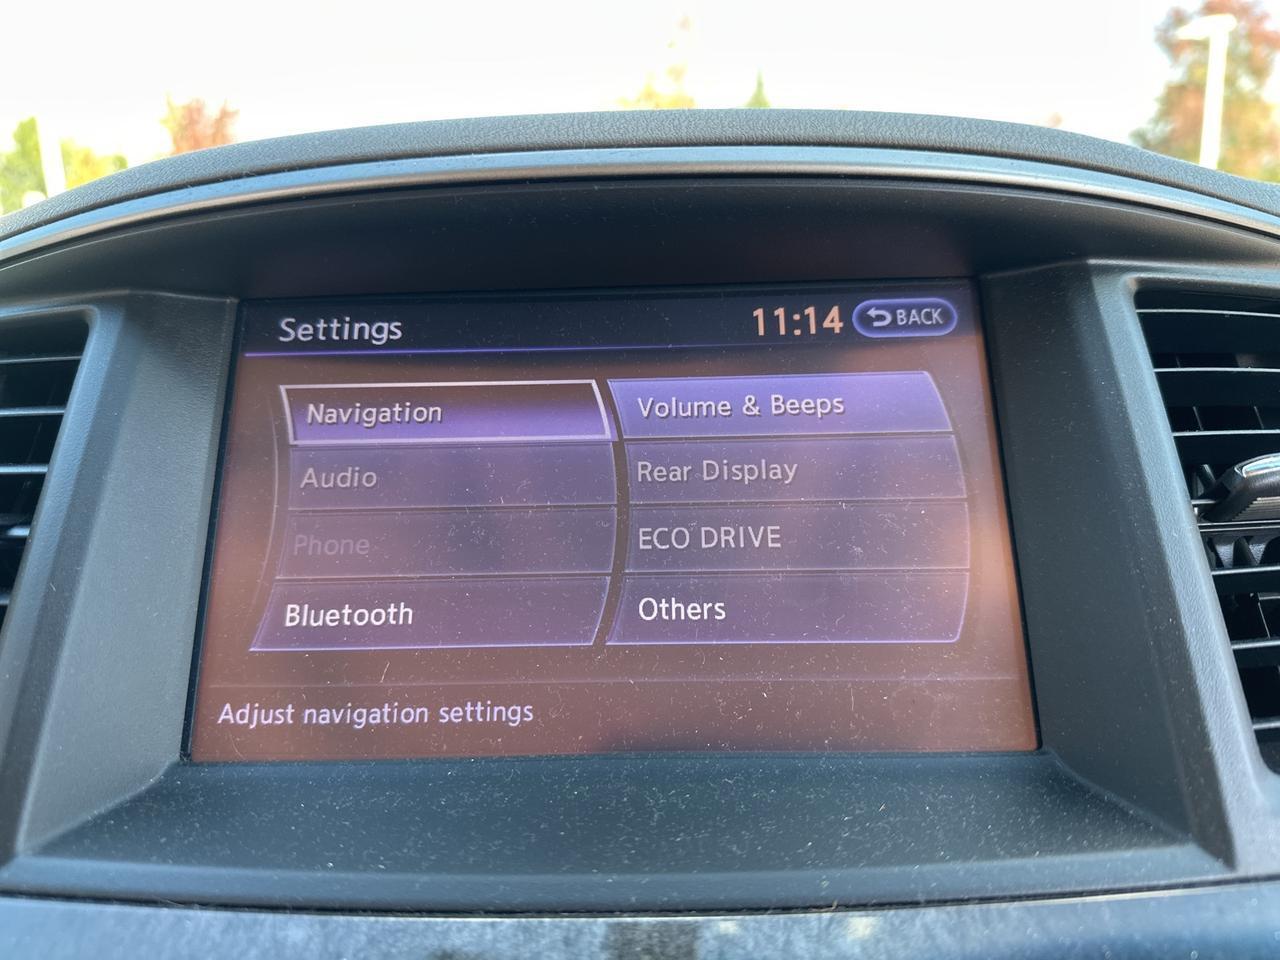 Settings
11:14
BACK
Navigation
Volume & Beeps
Audio
Rear Display
Phone
ECO DRIVE
Bluetooth
Others
Adjust navigation settings